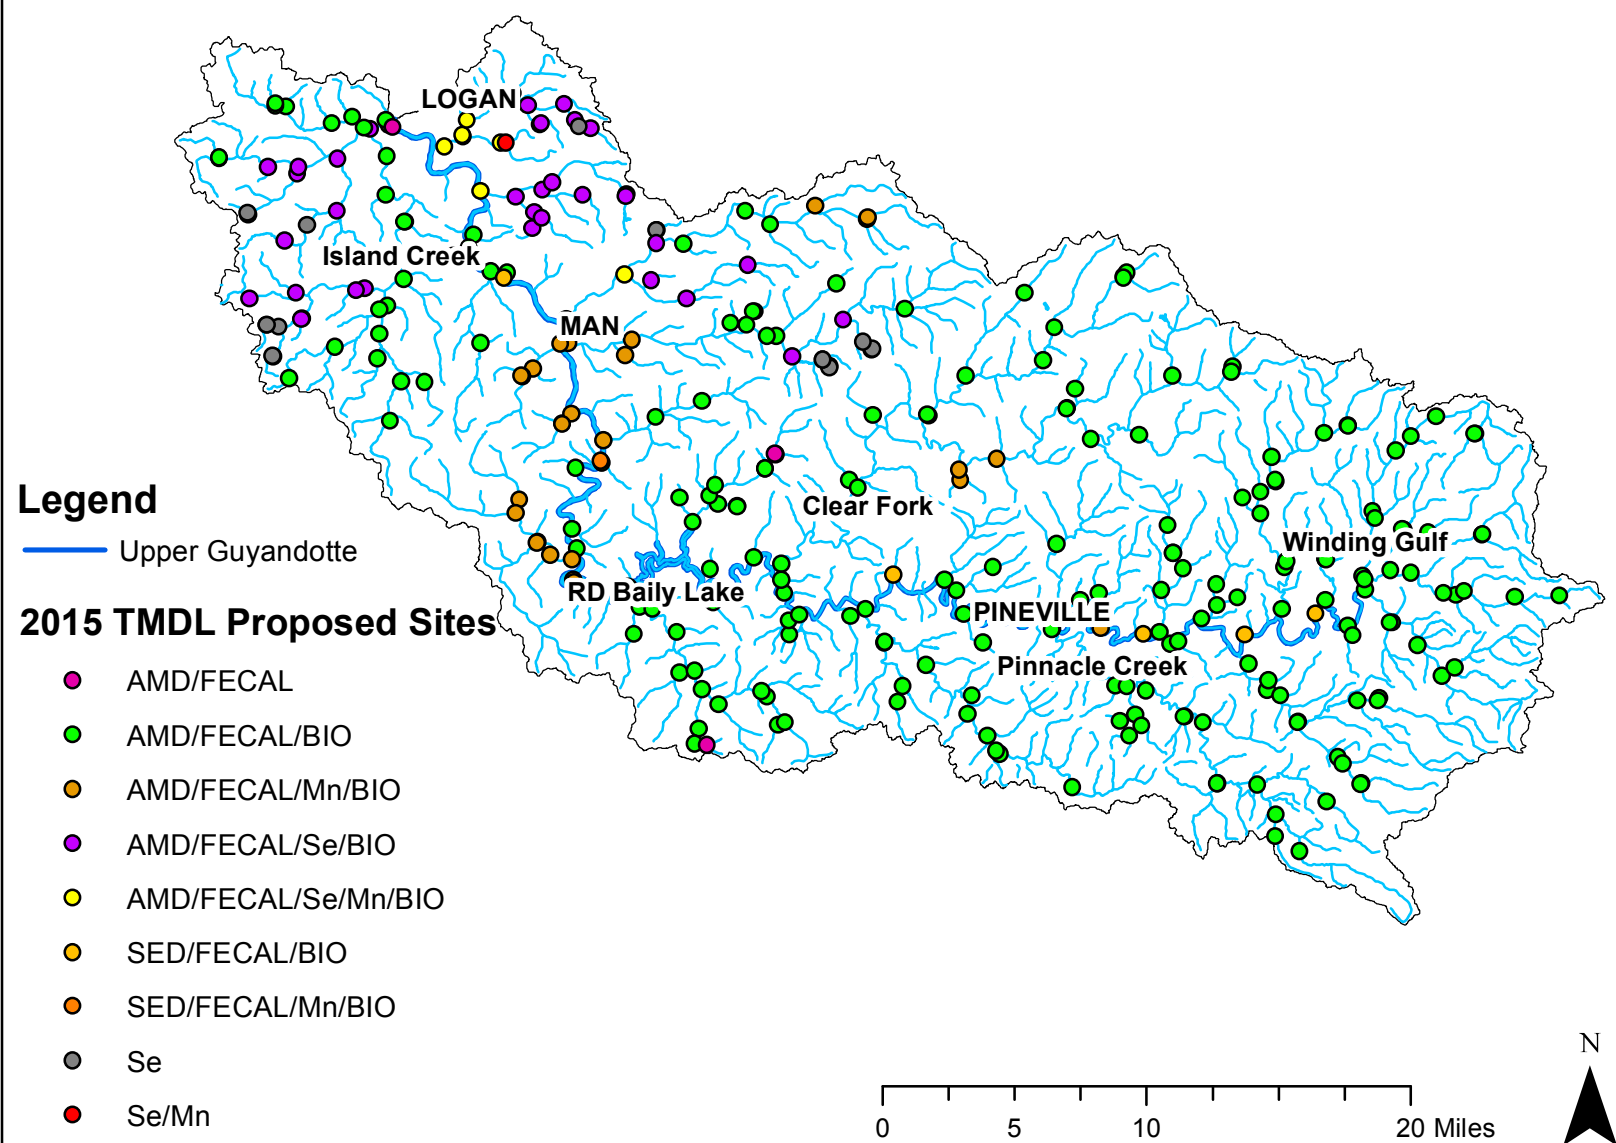 LOGAN
Island Creek
MAN
Clear Fork
Winding Gulf
RD Baily Lake
PINEVILLE
Pinnacle Creek
Legend
Upper Guyandotte
2015 TMDL Proposed Sites
AMD/FECAL
AMD/FECAL/BIO
AMD/FECAL/Mn/BIO
AMD/FECAL/Se/BIO
AMD/FECAL/Se/Mn/BIO
SED/FECAL/BIO
SED/FECAL/Mn/BIO
Se
Se/Mn
N
0 5 10 20 Miles